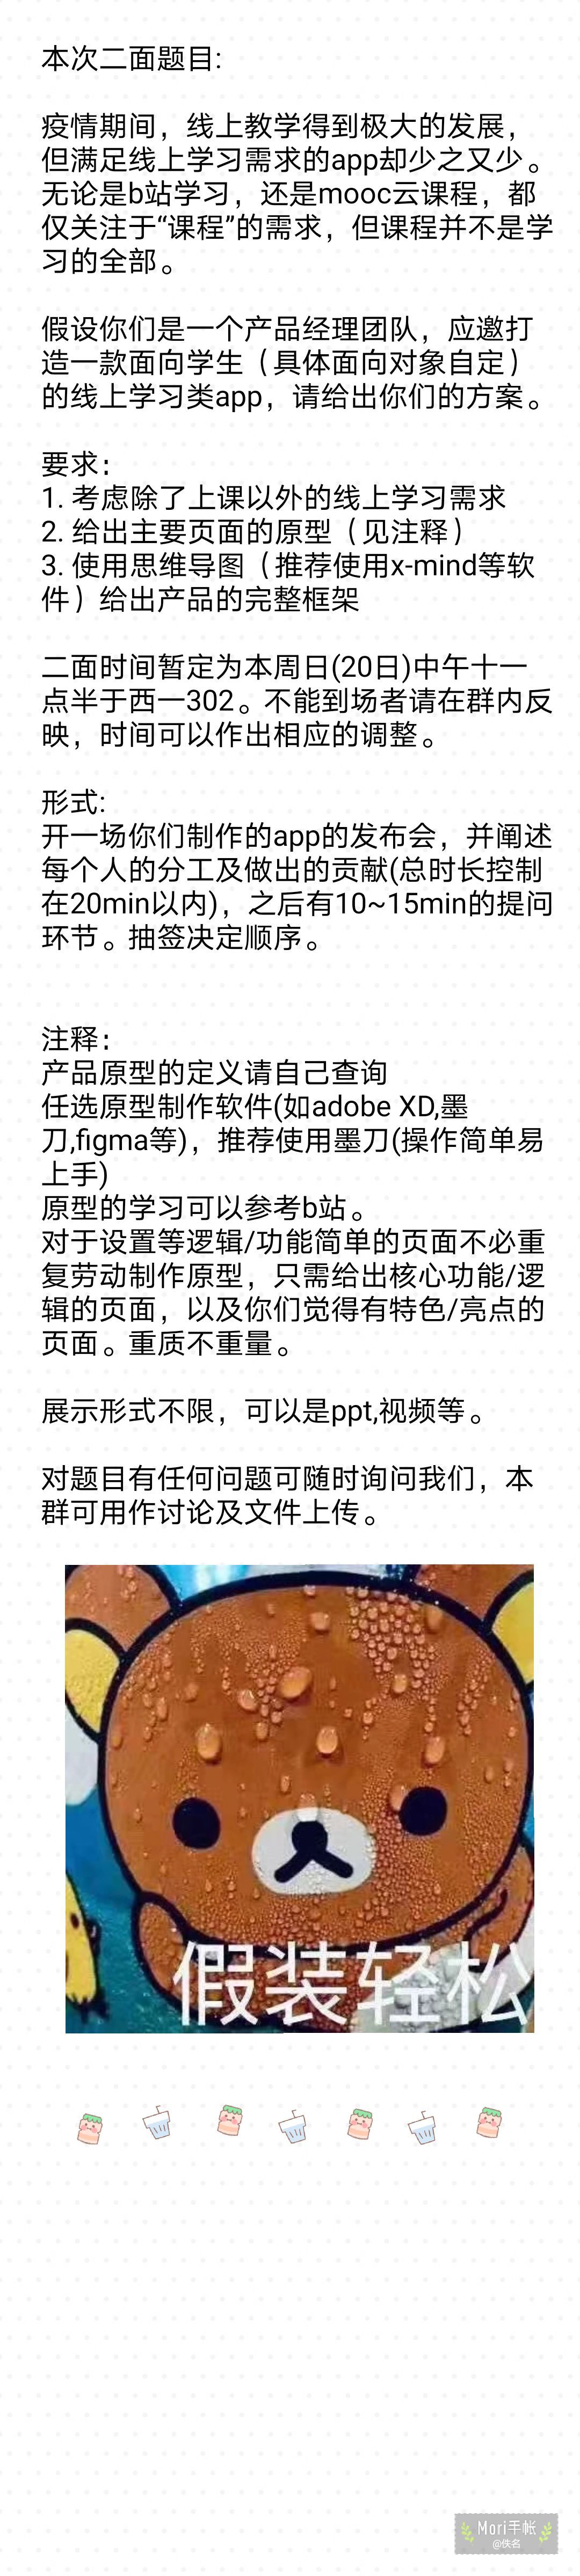 本次二面题目:
疫情期间，线上教学得到极大的发展，
但满足线上学习需求的app却少之又少。
无论是b站学习，还是mooc云课程，都
仅关注于“课程”的需求，但课程并不是学
习的全部。
假设你们是一个产品经理团队，应邀打
造一款面向学生（具体面向对象自定）
的线上学习类app，请给出你们的方案。
要求：
1. 考虑除了上课以外的线上学习需求
2. 给出主要页面的原型（见注释）
3. 使用思维导图（推荐使用x-mind等软
件）给出产品的完整框架
二面时间暂定为本周日(20日)中午十一
点半于西一302。不能到场者请在群内反
映，时间可以作出相应的调整。
形式:
开一场你们制作的app的发布会，并阐述
每个人的分工及做出的贡献(总时长控制
在20min以内)，之后有10~15min的提问
环节。抽签决定顺序。
注释：
产品原型的定义请自己查询
任选原型制作软件(如adobe XD,墨
刀,figma等)，推荐使用墨刀(操作简单易
上手)
原型的学习可以参考b站。
对于设置等逻辑/功能简单的页面不必重
复劳动制作原型，只需给出核心功能/逻
辑的页面，以及你们觉得有特色/亮点的
页面。重质不重量。
展示形式不限，可以是ppt,视频等。
对题目有任何问题可随时询问我们，本
群可用作讨论及文件上传。
假装轻松
Mori手帐
@佚名